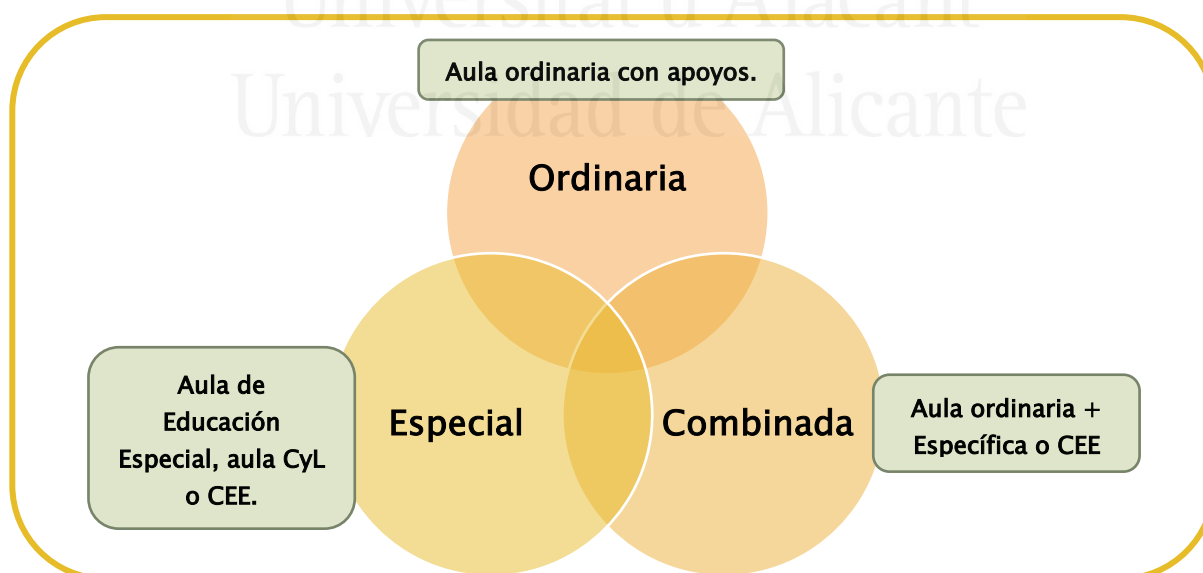 Universitat d'Alacant
Universidad de Alicante
Aula ordinaria con apoyos.
Ordinaria
Especial
Combinada
Aula de
Educación
Especial, aula CyL
o CEE.
Aula ordinaria +
Específica o CEE